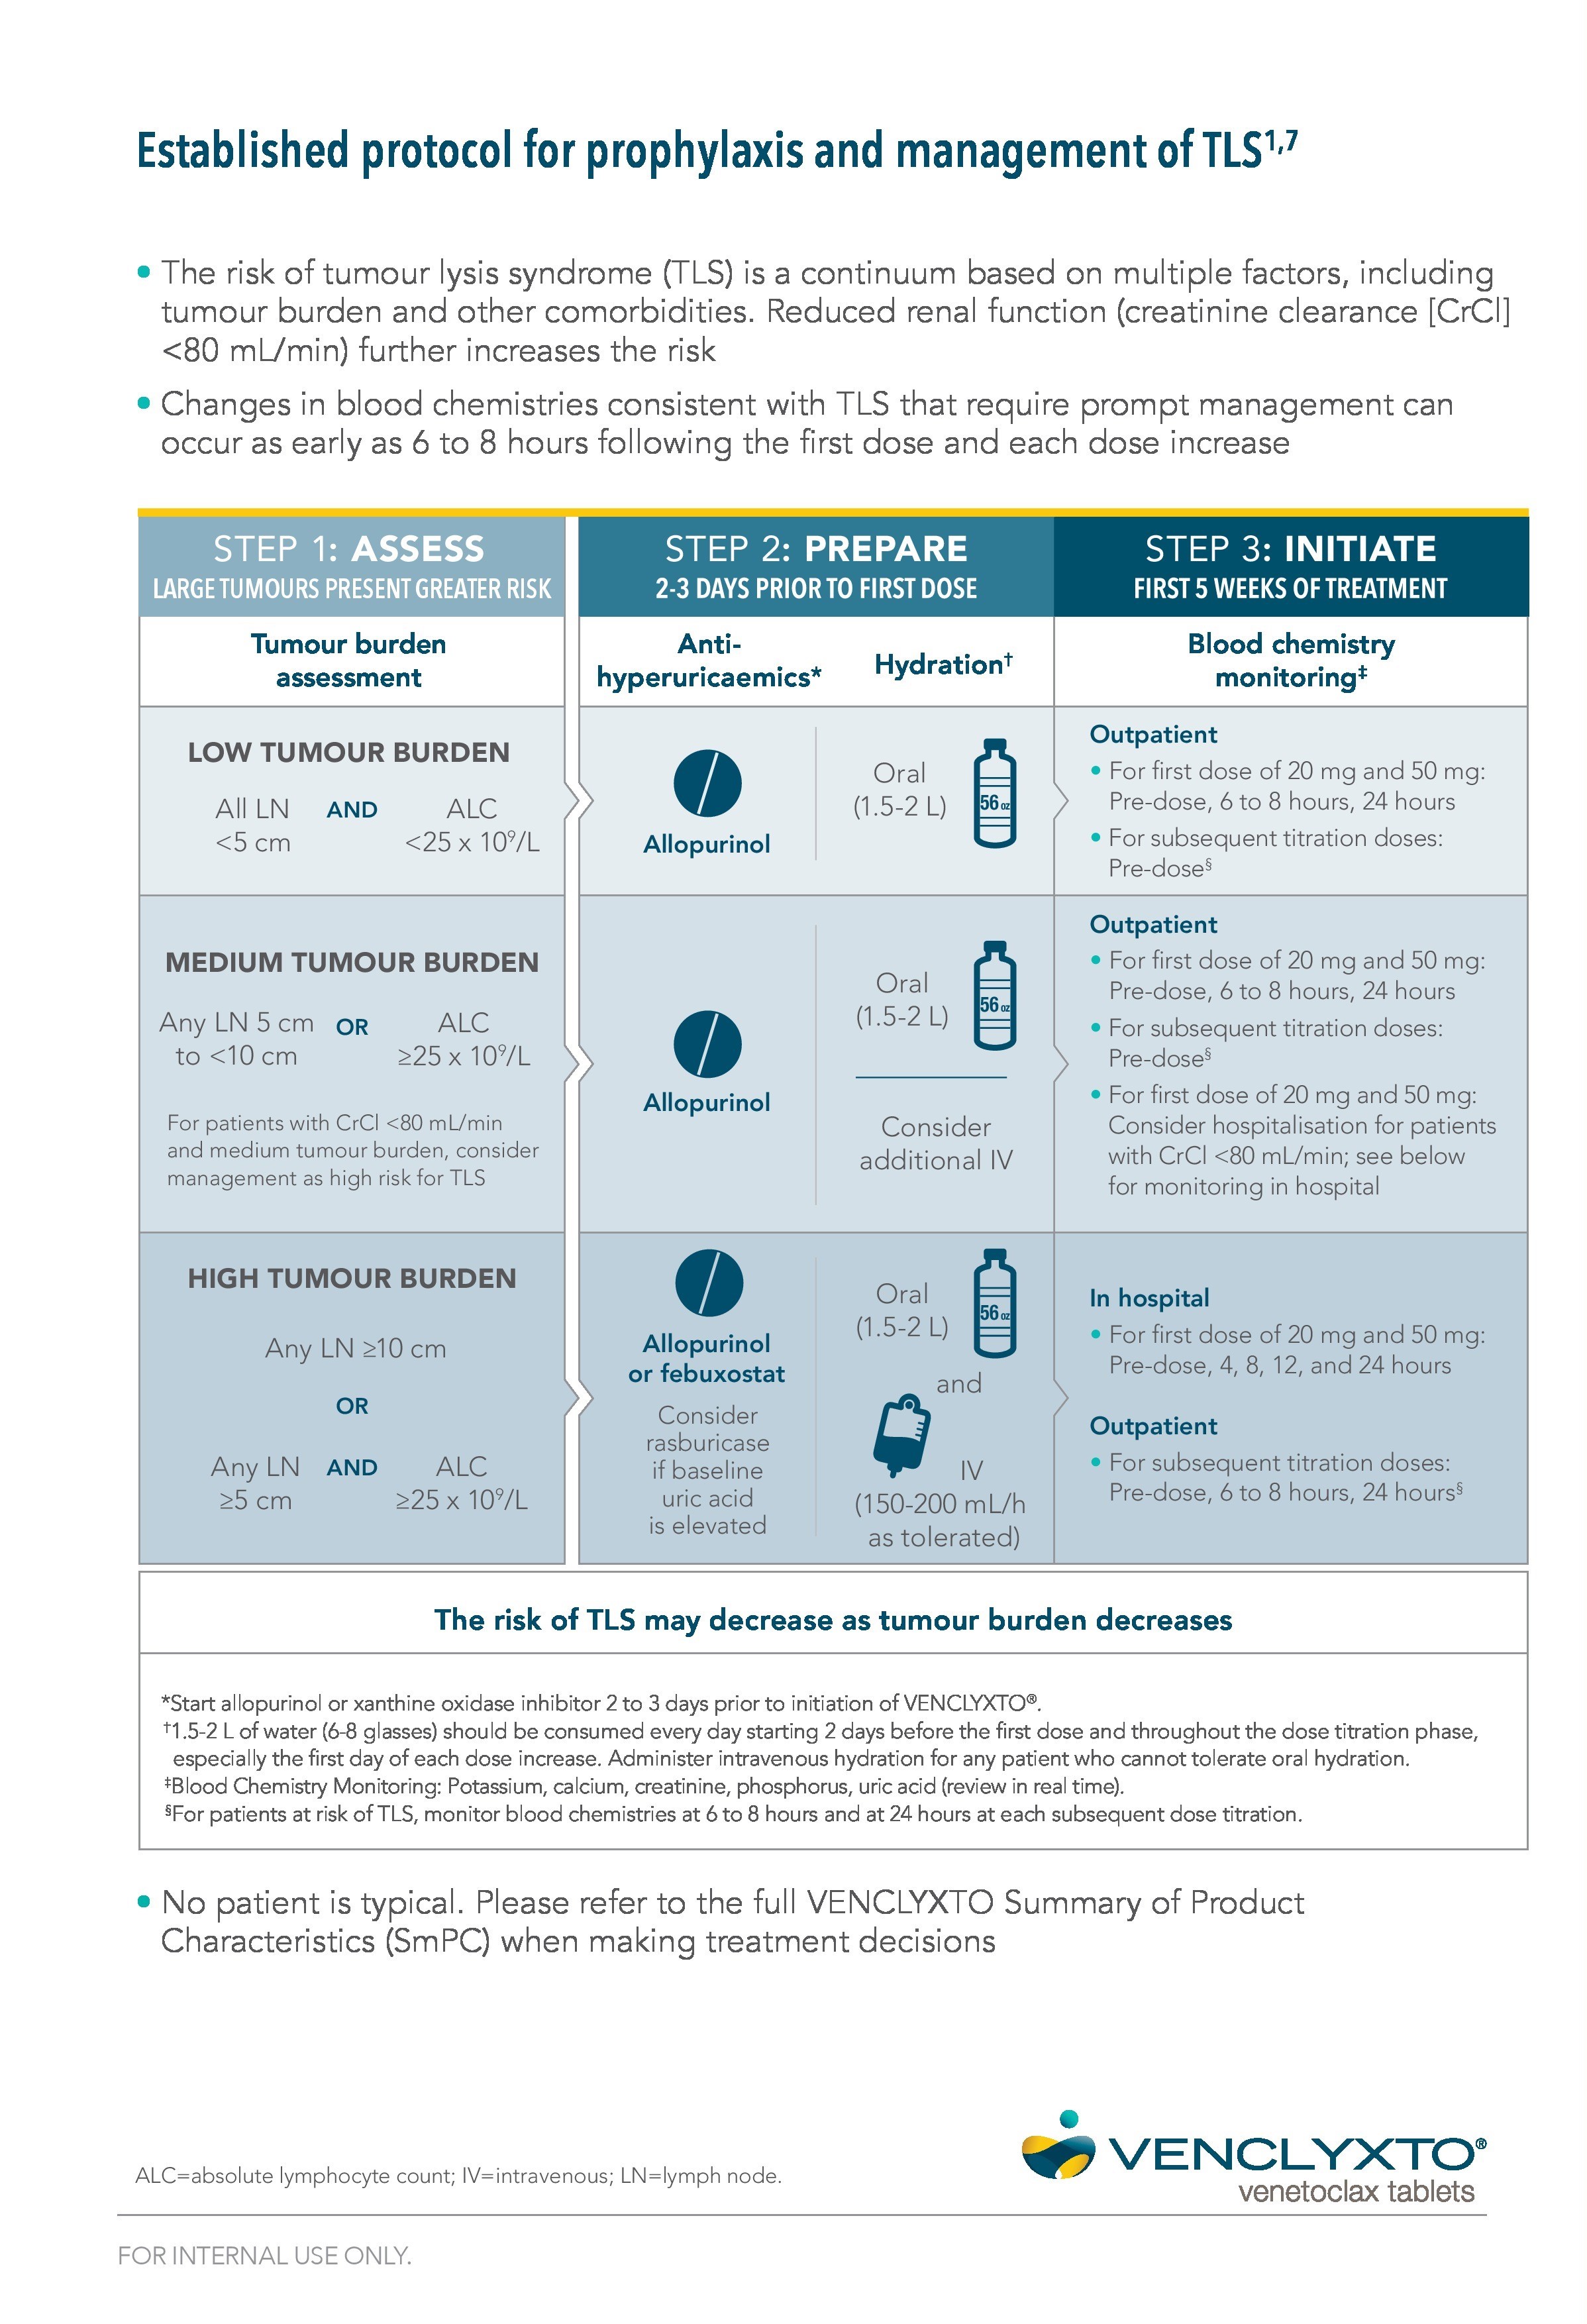 Established protocol for prophylaxis and management of TLS1,7
• The risk of tumour lysis syndrome (TLS) is a continuum based on multiple factors, including
tumour burden and other comorbidities. Reduced renal function (creatinine clearance [CrCl]
<80 mL/min) further increases the risk
• Changes in blood chemistries consistent with TLS that require prompt management can
occur as early as 6 to 8 hours following the first dose and each dose increase
STEP 1: ASSESS
LARGE TUMOURS PRESENT GREATER RISK
STEP 2: PREPARE
2-3 DAYS PRIOR TO FIRST DOSE
STEP 3: INITIATE
FIRST 5 WEEKS OF TREATMENT
Tumour burden
assessment
Anti-
hyperuricaemics*
Hydration†
Blood chemistry
monitoring‡
LOW TUMOUR BURDEN
All LN
<5 cm
AND
ALC
<25 x 10⁹/L
Allopurinol
Oral
(1.5-2 L)
56 oz
Outpatient
• For first dose of 20 mg and 50 mg:
Pre-dose, 6 to 8 hours, 24 hours
• For subsequent titration doses:
Pre-dose§
MEDIUM TUMOUR BURDEN
Any LN 5 cm
to <10 cm
OR
ALC
≥25 x 10⁹/L
For patients with CrCl <80 mL/min
and medium tumour burden, consider
management as high risk for TLS
Allopurinol
Oral
(1.5-2 L)
56 oz
Consider
additional IV
Outpatient
• For first dose of 20 mg and 50 mg:
Pre-dose, 6 to 8 hours, 24 hours
• For subsequent titration doses:
Pre-dose§
• For first dose of 20 mg and 50 mg:
Consider hospitalisation for patients
with CrCl <80 mL/min; see below
for monitoring in hospital
HIGH TUMOUR BURDEN
Any LN ≥10 cm
OR
Any LN
≥5 cm
AND
ALC
≥25 x 10⁹/L
Allopurinol
or febuxostat
Consider
rasburicase
if baseline
uric acid
is elevated
Oral
(1.5-2 L)
56 oz
and
IV
(150-200 mL/h
as tolerated)
In hospital
• For first dose of 20 mg and 50 mg:
Pre-dose, 4, 8, 12, and 24 hours
Outpatient
• For subsequent titration doses:
Pre-dose, 6 to 8 hours, 24 hours§
The risk of TLS may decrease as tumour burden decreases
*Start allopurinol or xanthine oxidase inhibitor 2 to 3 days prior to initiation of VENCLYXTO®.
†1.5-2 L of water (6-8 glasses) should be consumed every day starting 2 days before the first dose and throughout the dose titration phase,
especially the first day of each dose increase. Administer intravenous hydration for any patient who cannot tolerate oral hydration.
‡Blood Chemistry Monitoring: Potassium, calcium, creatinine, phosphorus, uric acid (review in real time).
§For patients at risk of TLS, monitor blood chemistries at 6 to 8 hours and at 24 hours at each subsequent dose titration.
• No patient is typical. Please refer to the full VENCLYXTO Summary of Product
Characteristics (SmPC) when making treatment decisions
ALC=absolute lymphocyte count; IV=intravenous; LN=lymph node.
VENCLYXTO®
venetoclax tablets
FOR INTERNAL USE ONLY.